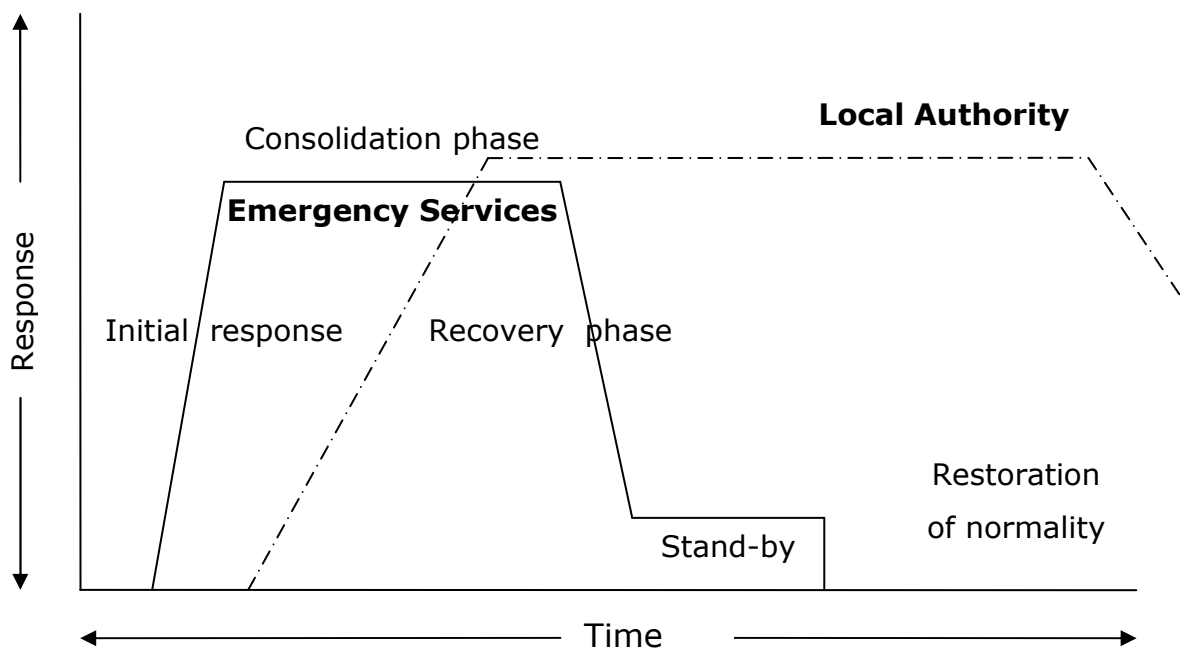 Local Authority
Consolidation phase
Emergency Services
Response
Initial response
Recovery phase
Restoration
of normality
Stand-by
Time